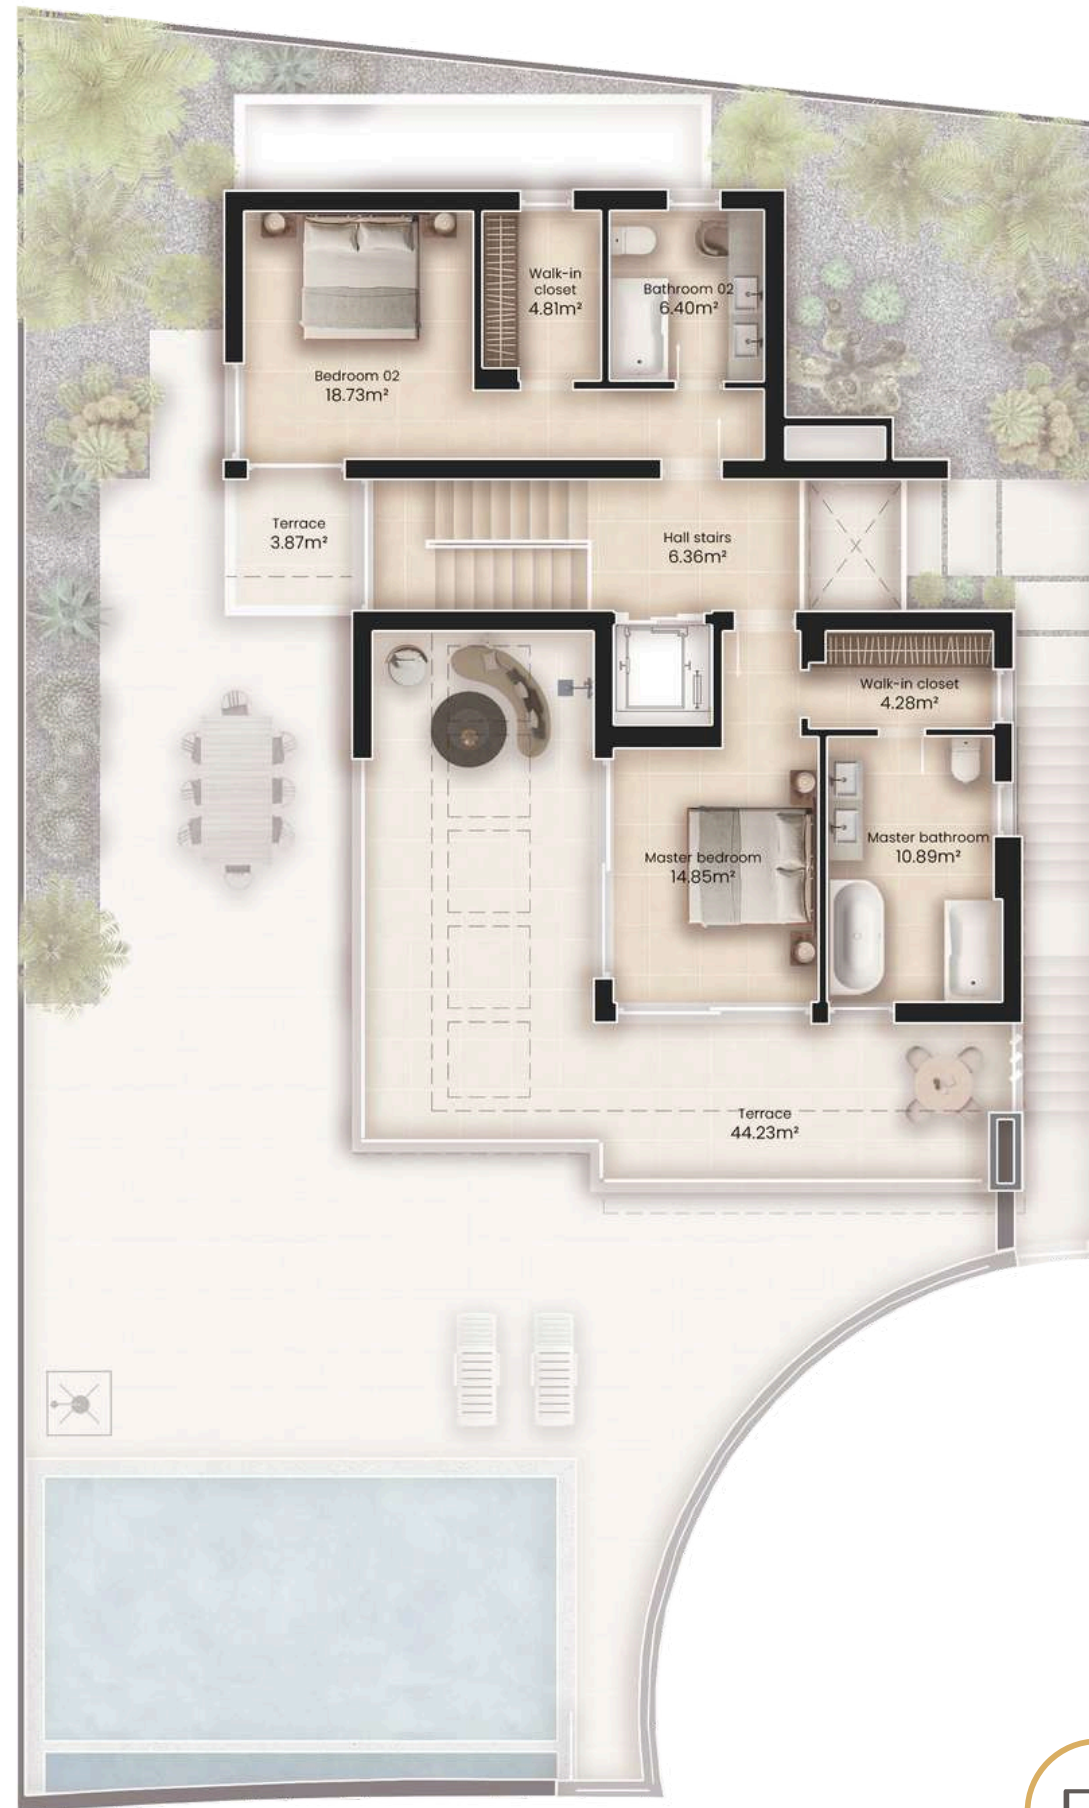 Walk-in
closet
4.81m²
Bathroom 02
6.40m²
Bedroom 02
18.73m²
Terrace
3.87m²
Hall stairs
6.36m²
Walk-in closet
4.28m²
Master bedroom
14.85m²
Master bathroom
10.89m²
Terrace
44.23m²